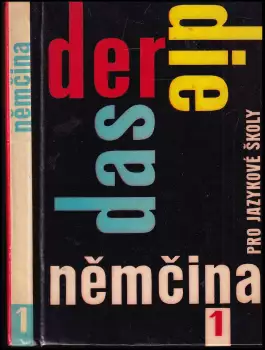 němčina
1
der
die
das
PRO JAZYKOVÉ ŠKOLY
němčina
1